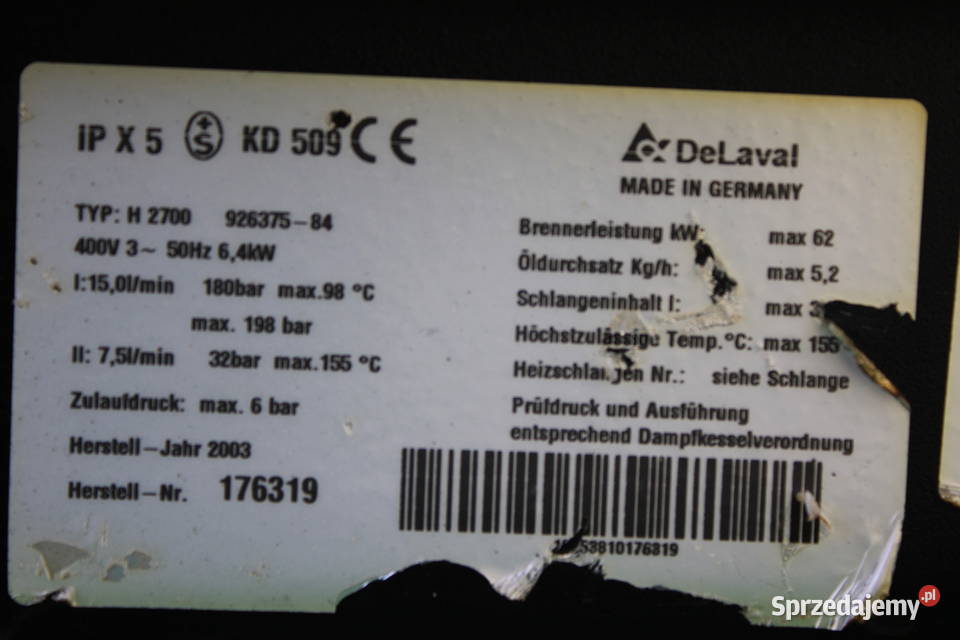 iP X 5 S KD 509 CE
DeLaval
MADE IN GERMANY
TYP: H 2700 926375-84
400V 3~ 50Hz 6,4kW
I:15,0l/min 180bar max.98 °C
max. 198 bar
II: 7,5l/min 32bar max.155 °C
Zulaufdruck: max. 6 bar
Herstell-Jahr 2003
Herstell-Nr. 176319
Brennerleistung kW: max 62
Öldurchsatz Kg/h: max 5,2
Schlangeninhalt l: max
Höchstzulässige Temp.°C: max 155
Heizschlangen Nr.: siehe Schlange
Prüfdruck und Ausführung
entsprechend Dampfkesselverordnung
Sprzedajemy.pl